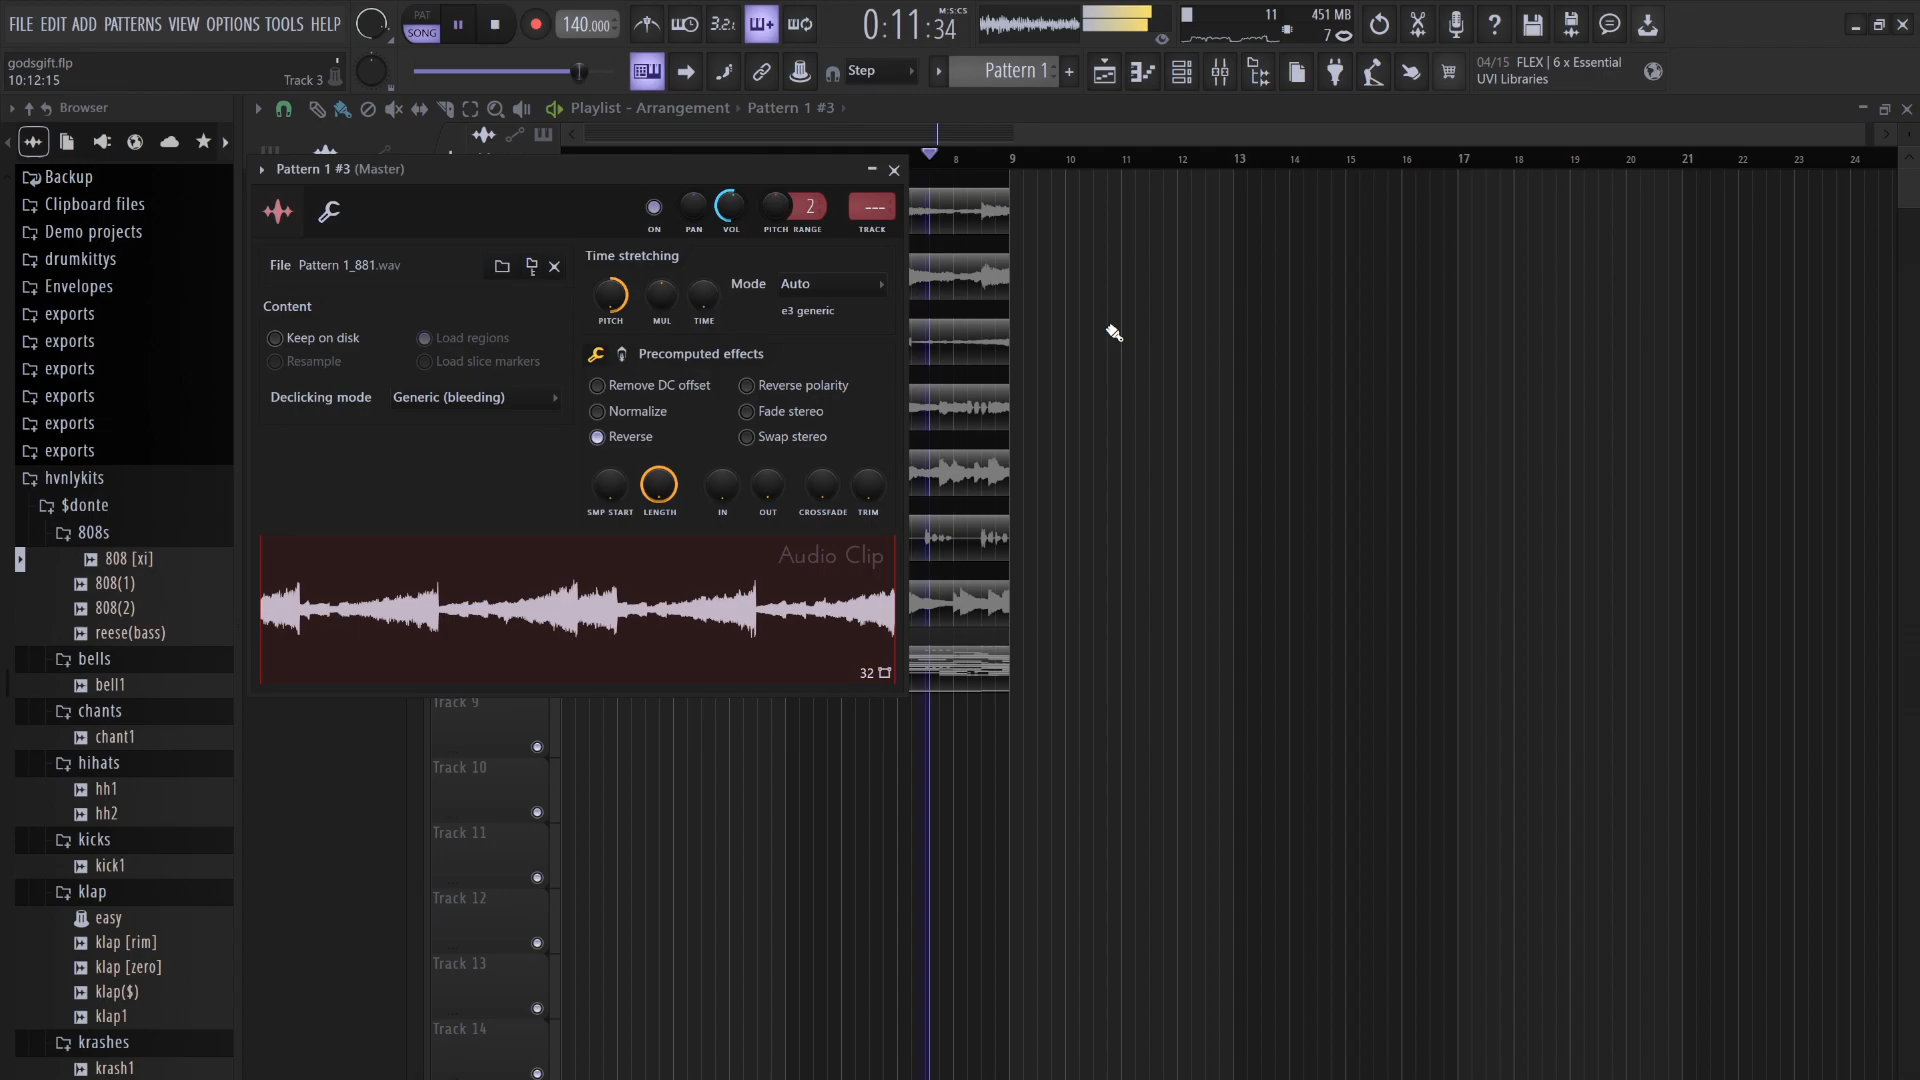 FILE EDIT ADD PATTERNS VIEW OPTIONS TOOLS HELP
PAT
SONG
140.000
3.2.
0:11:34
M:S:CS
11
451 MB
7
godsgift.flp
10:12:15
Track 3
Step
Pattern 1
+
04/15 FLEX | 6 x Essential
UVI Libraries
Browser
Playlist - Arrangement › Pattern 1 #3 ›
8 9 10 11 12 13 14 15 16 17 18 19 20 21 22 23 24
Backup
Clipboard files
Demo projects
drumkittys
Envelopes
exports
exports
exports
exports
exports
exports
hvnlykits
$donte
808s
808 [xi]
808(1)
808(2)
reese(bass)
bells
bell1
chants
chant1
hihats
hh1
hh2
kicks
kick1
klap
easy
klap [rim]
klap [zero]
klap($)
klap1
krashes
krash1
Pattern 1 #3 (Master)
2
---
ON PAN VOL PITCH RANGE TRACK
File Pattern 1_881.wav
Content
Keep on disk
Load regions
Resample
Load slice markers
Declicking mode Generic (bleeding)
Time stretching
Mode Auto
e3 generic
PITCH MUL TIME
Precomputed effects
Remove DC offset
Reverse polarity
Normalize
Fade stereo
Reverse
Swap stereo
SMP START LENGTH IN OUT CROSSFADE TRIM
Audio Clip
32
Track 9
Track 10
Track 11
Track 12
Track 13
Track 14